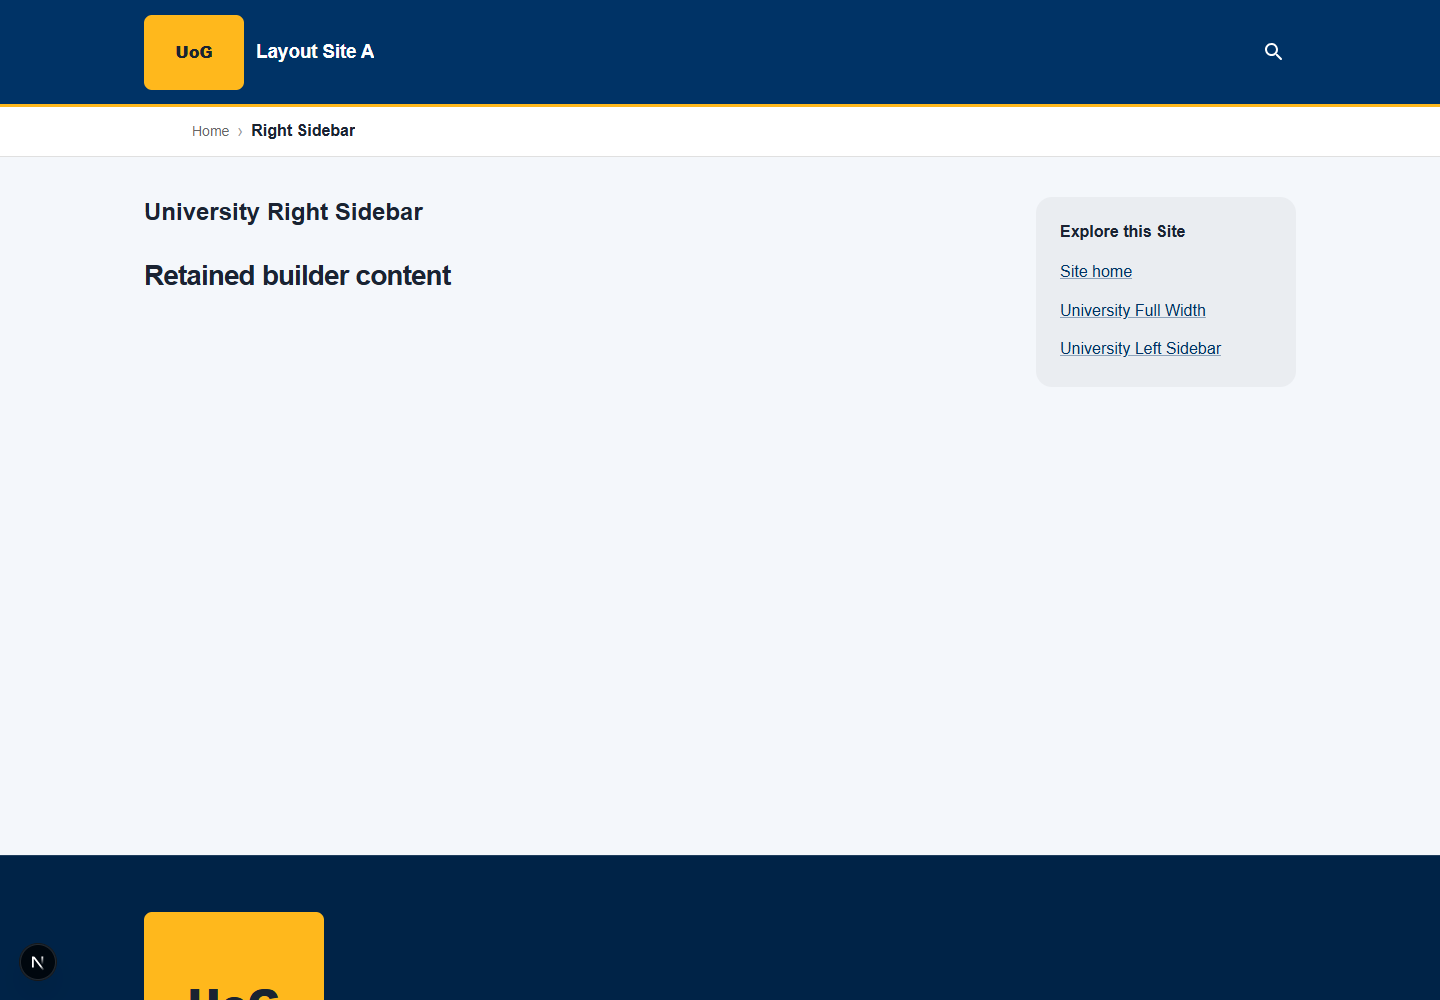 UoG
Layout Site A
Home › Right Sidebar
University Right Sidebar
Retained builder content
Explore this Site
Site home
University Full Width
University Left Sidebar
UoG
N